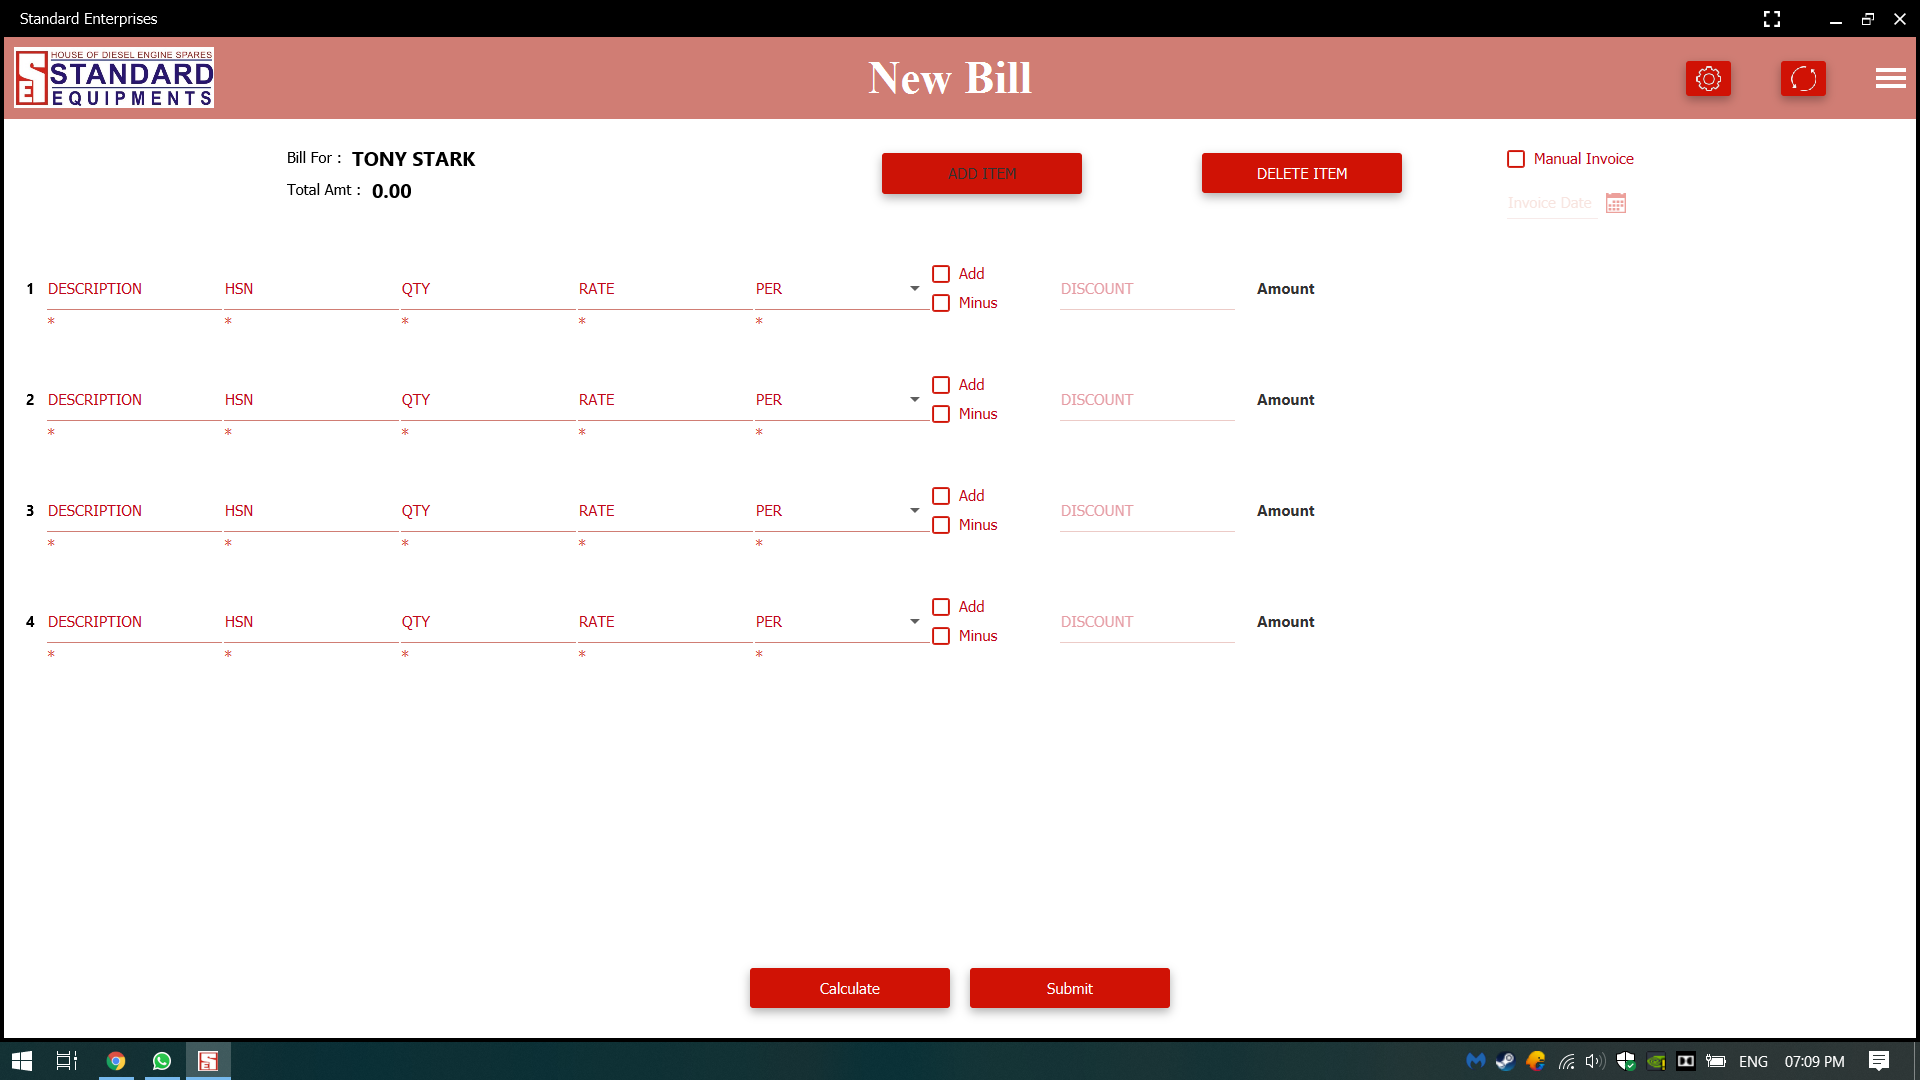 Standard Enterprises
HOUSE OF DIESEL ENGINE SPARES
STANDARD
EQUIPMENTS
SE
New Bill
Bill For : TONY STARK
Total Amt : 0.00
ADD ITEM
DELETE ITEM
Manual Invoice
Invoice Date
1 DESCRIPTION HSN QTY RATE PER Add Minus DISCOUNT Amount
* * * * *
2 DESCRIPTION HSN QTY RATE PER Add Minus DISCOUNT Amount
* * * * *
3 DESCRIPTION HSN QTY RATE PER Add Minus DISCOUNT Amount
* * * * *
4 DESCRIPTION HSN QTY RATE PER Add Minus DISCOUNT Amount
* * * * *
Calculate Submit
ENG 07:09 PM